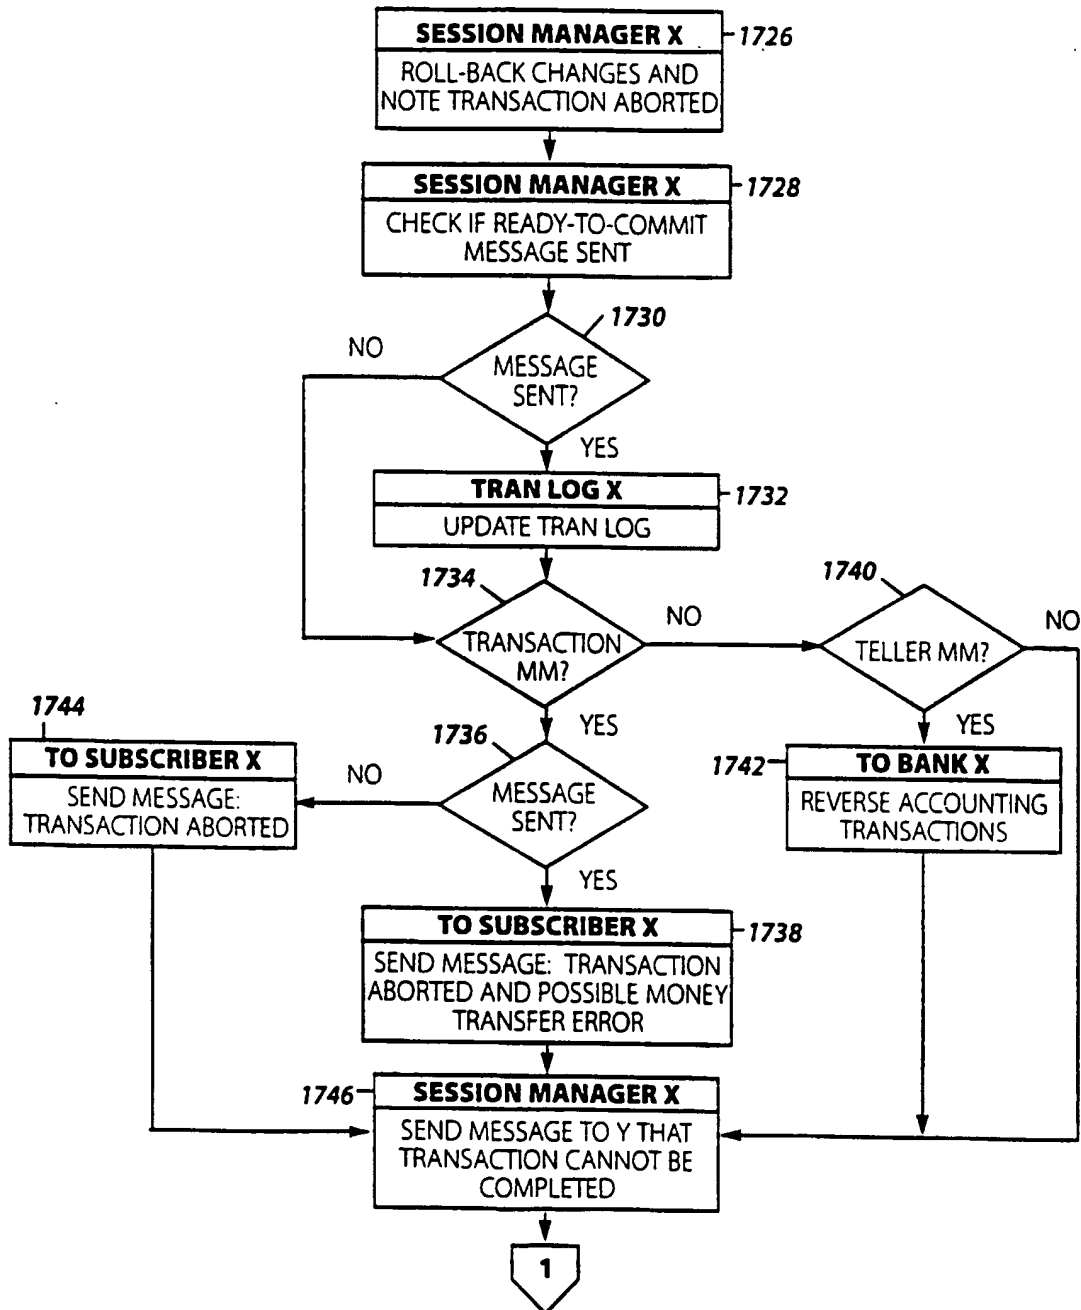 SESSION MANAGER X
1726
ROLL-BACK CHANGES AND
NOTE TRANSACTION ABORTED
SESSION MANAGER X
1728
CHECK IF READY-TO-COMMIT
MESSAGE SENT
1730
NO
MESSAGE
SENT?
YES
TRAN LOG X
1732
UPDATE TRAN LOG
1734
TRANSACTION
MM?
NO
1740
TELLER MM?
NO
YES
YES
1744
TO SUBSCRIBER X
SEND MESSAGE:
TRANSACTION ABORTED
NO
1736
MESSAGE
SENT?
YES
1742
TO BANK X
REVERSE ACCOUNTING
TRANSACTIONS
TO SUBSCRIBER X
1738
SEND MESSAGE: TRANSACTION
ABORTED AND POSSIBLE MONEY
TRANSFER ERROR
1746
SESSION MANAGER X
SEND MESSAGE TO Y THAT
TRANSACTION CANNOT BE
COMPLETED
1